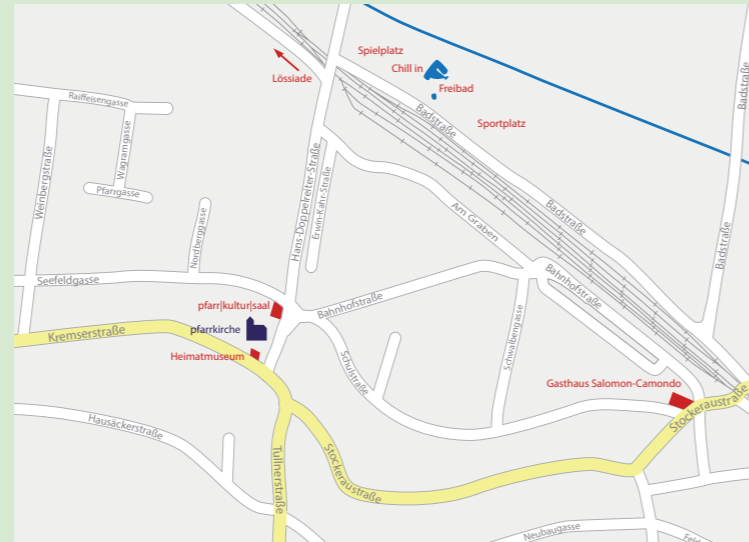 Spielplatz
Chill in
Lössiade
Freibad
Badstraße
Raiffeisengasse
Badstraße
Sportplatz
Wagramgasse
Weinbergstraße
Hans-Doppelreiter-Straße
Erwin-Kahr-Straße
Pfarrgasse
Am Graben
Badstraße
Nordberggasse
Badstraße
Seefeldgasse
Bahnhofstraße
pfarr|kultur|saal
Bahnhofstraße
pfarrkirche
Kremserstraße
Heimatmuseum
Schulstraße
Schwalbengasse
Gasthaus Salomon-Camondo
Stockeraustraße
Hausäckerstraße
Tullnerstraße
Stockeraustraße
Neubaugasse